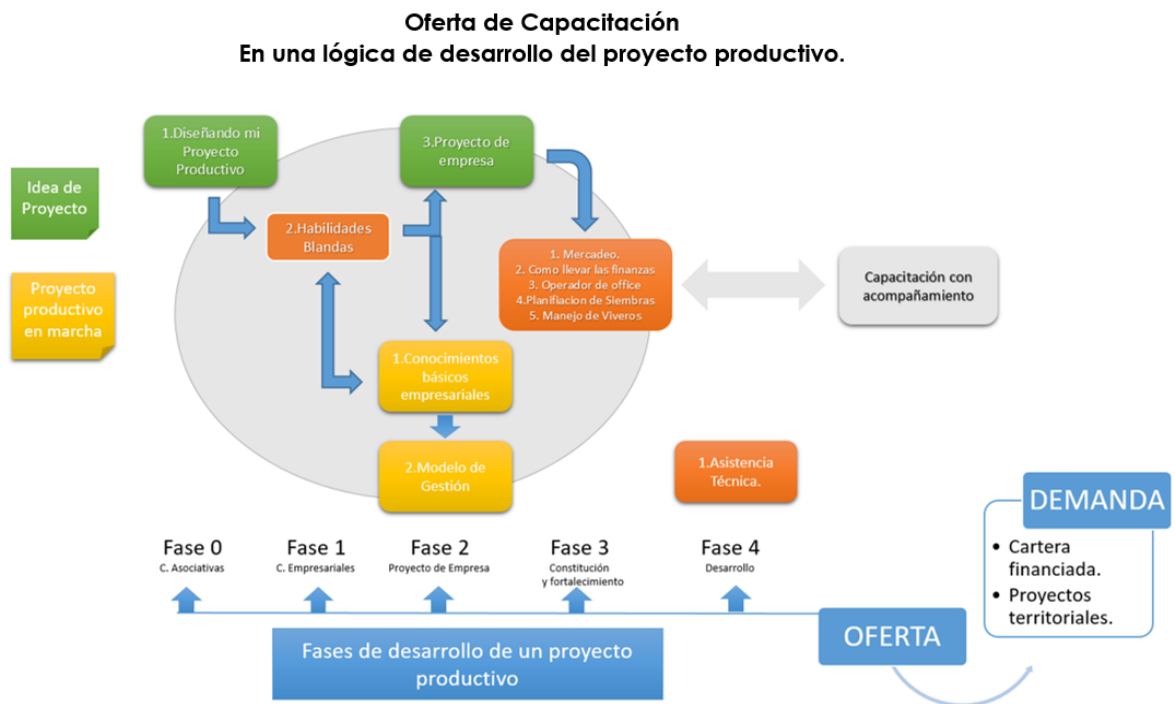 Oferta de Capacitación
En una lógica de desarrollo del proyecto productivo.
1.Diseñando mi
Proyecto
Productivo
3.Proyecto de
empresa
Idea de
Proyecto
2.Habilidades
Blandas
1. Mercadeo.
2. Como llevar las finanzas
3. Operador de office
4.Planifiacion de Siembras
5. Manejo de Viveros
Capacitación con
acompañamiento
Proyecto
productivo
en marcha
1.Conocimientos
básicos
empresariales
2.Modelo de
Gestión
1.Asistencia
Técnica.
DEMANDA
• Cartera
financiada.
• Proyectos
territoriales.
Fase 0
C. Asociativas
Fase 1
C. Empresariales
Fase 2
Proyecto de Empresa
Fase 3
Constitución
y fortalecimiento
Fase 4
Desarrollo
OFERTA
Fases de desarrollo de un proyecto
productivo